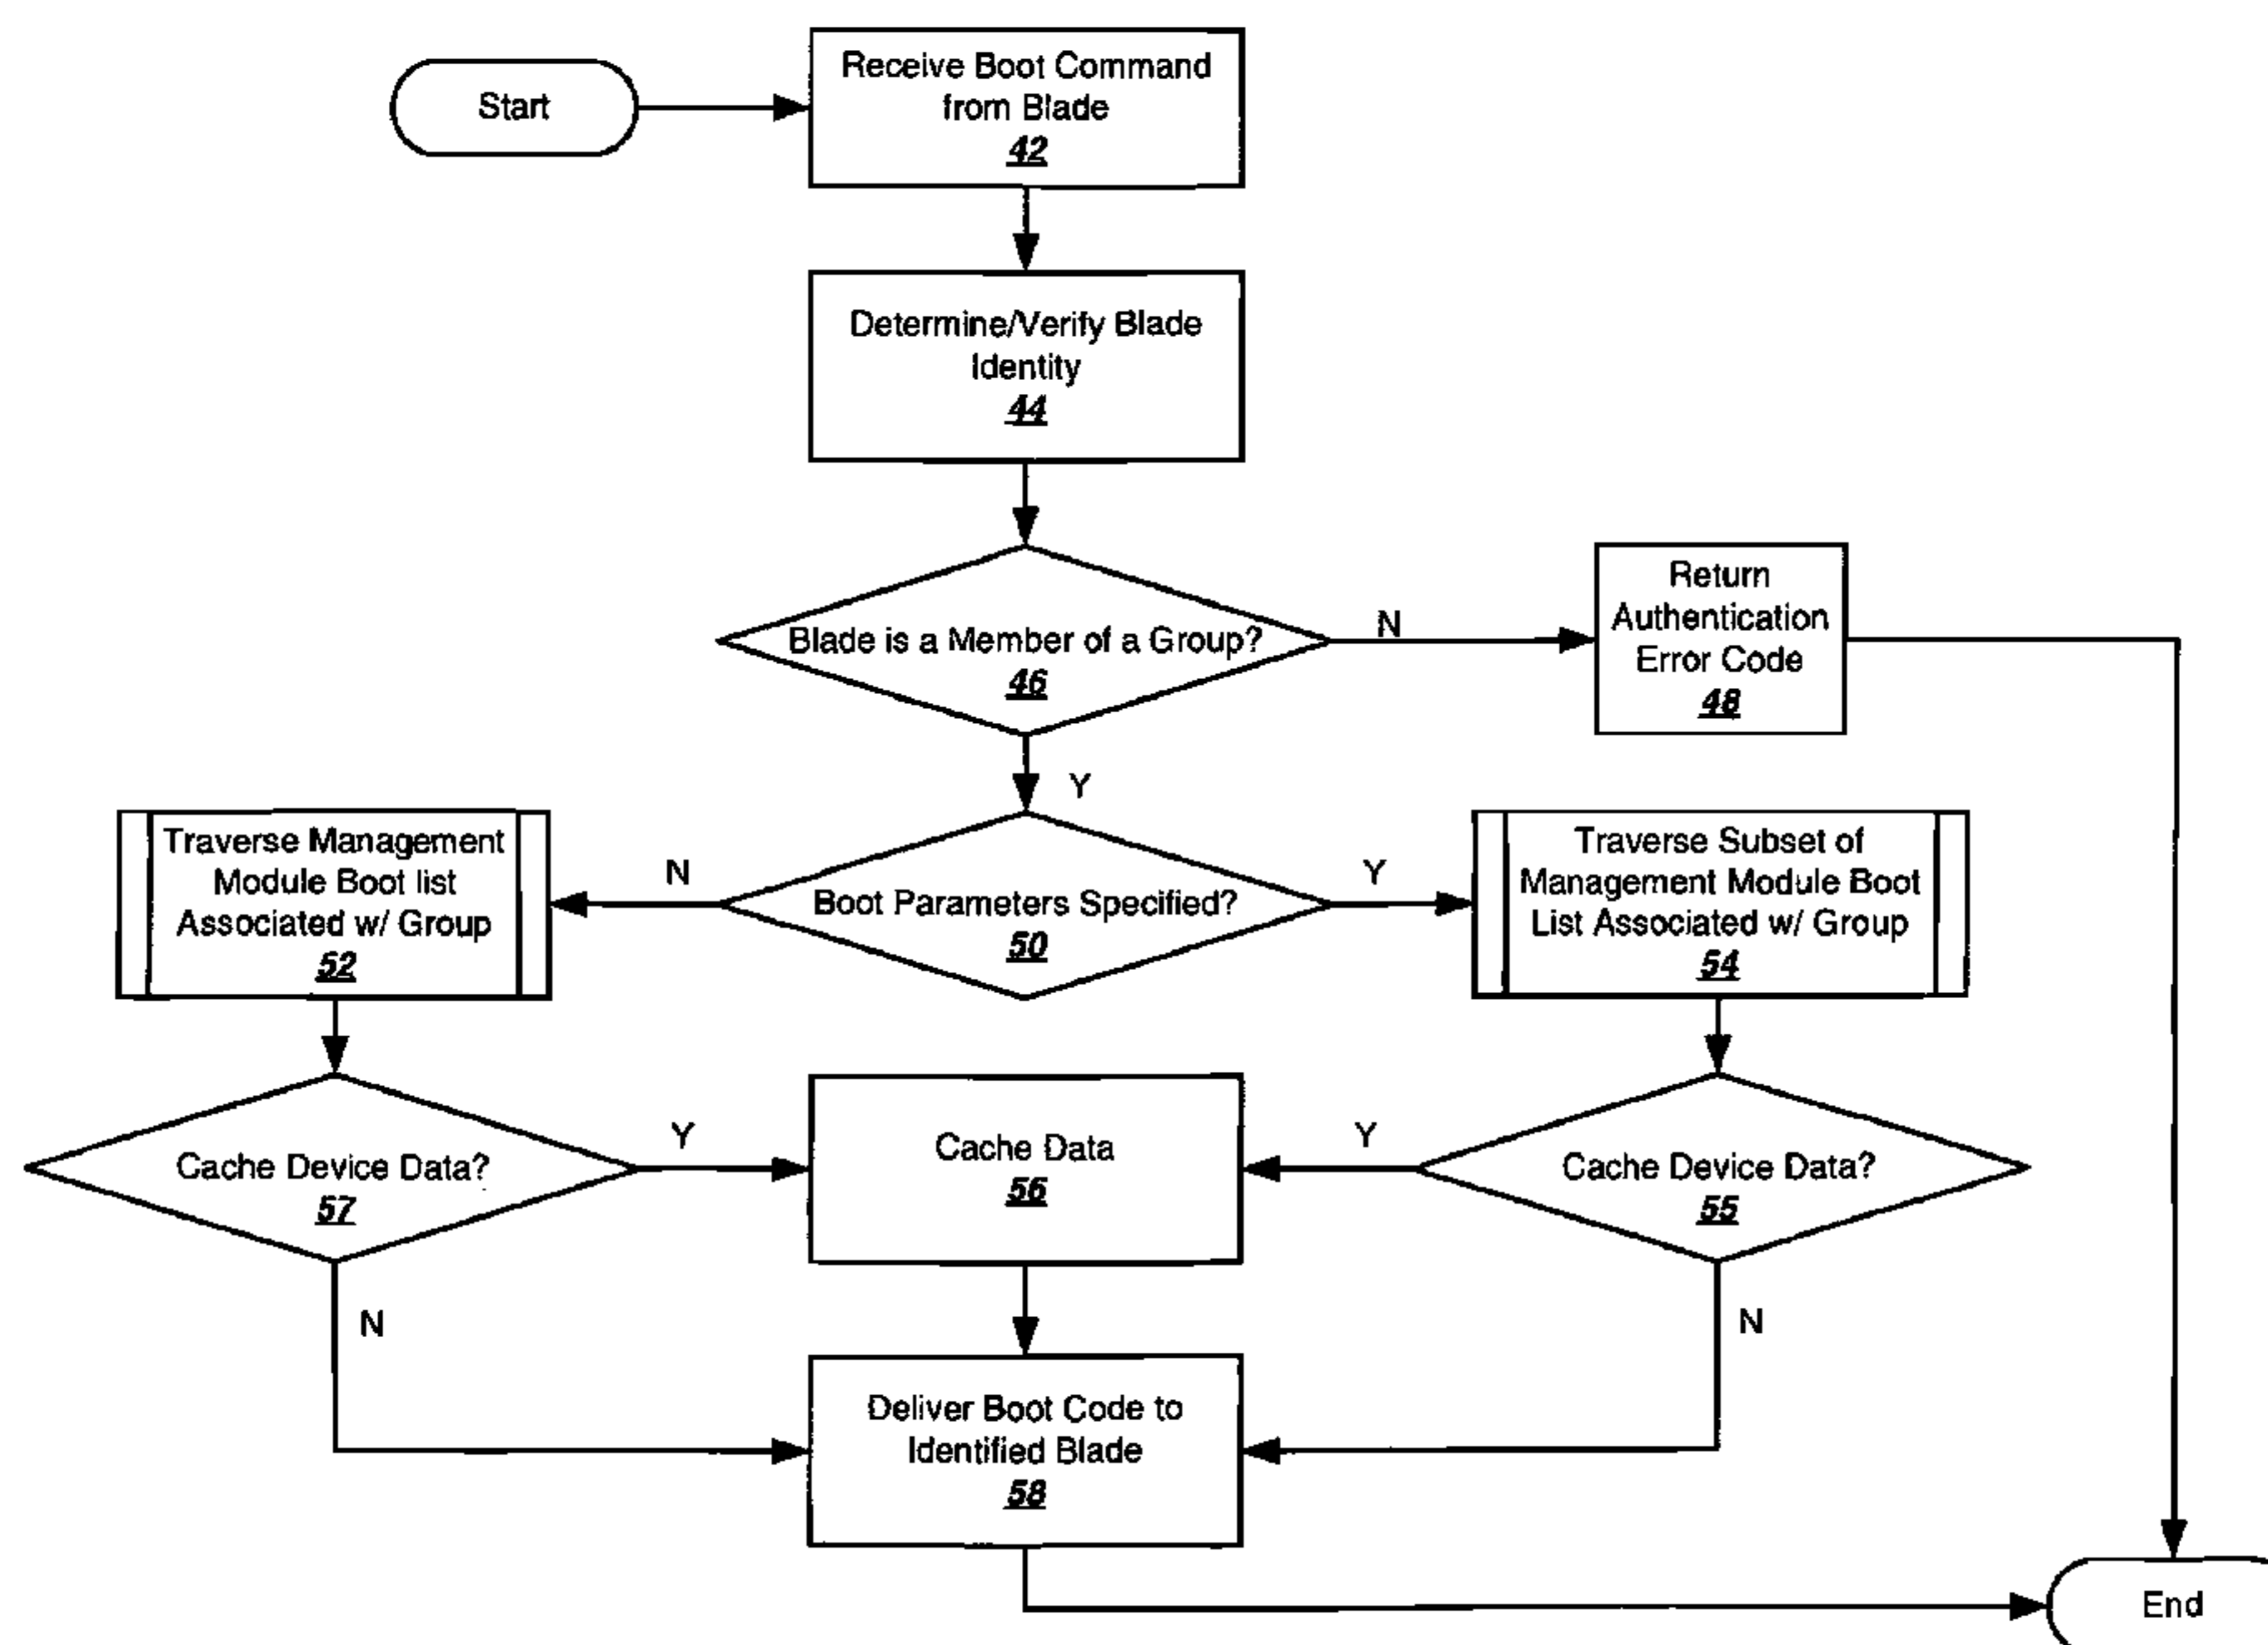 Start
Receive Boot Command
from Blade
42
Determine/Verify Blade
Identity
44
Blade is a Member of a Group?
46
N
Return
Authentication
Error Code
48
Y
Traverse Management
Module Boot list
Associated w/ Group
52
N
Boot Parameters Specified?
50
Y
Traverse Subset of
Management Module Boot
List Associated w/ Group
54
Cache Device Data?
57
Y
Cache Data
56
Y
Cache Device Data?
55
N
N
Deliver Boot Code to
Identified Blade
58
End